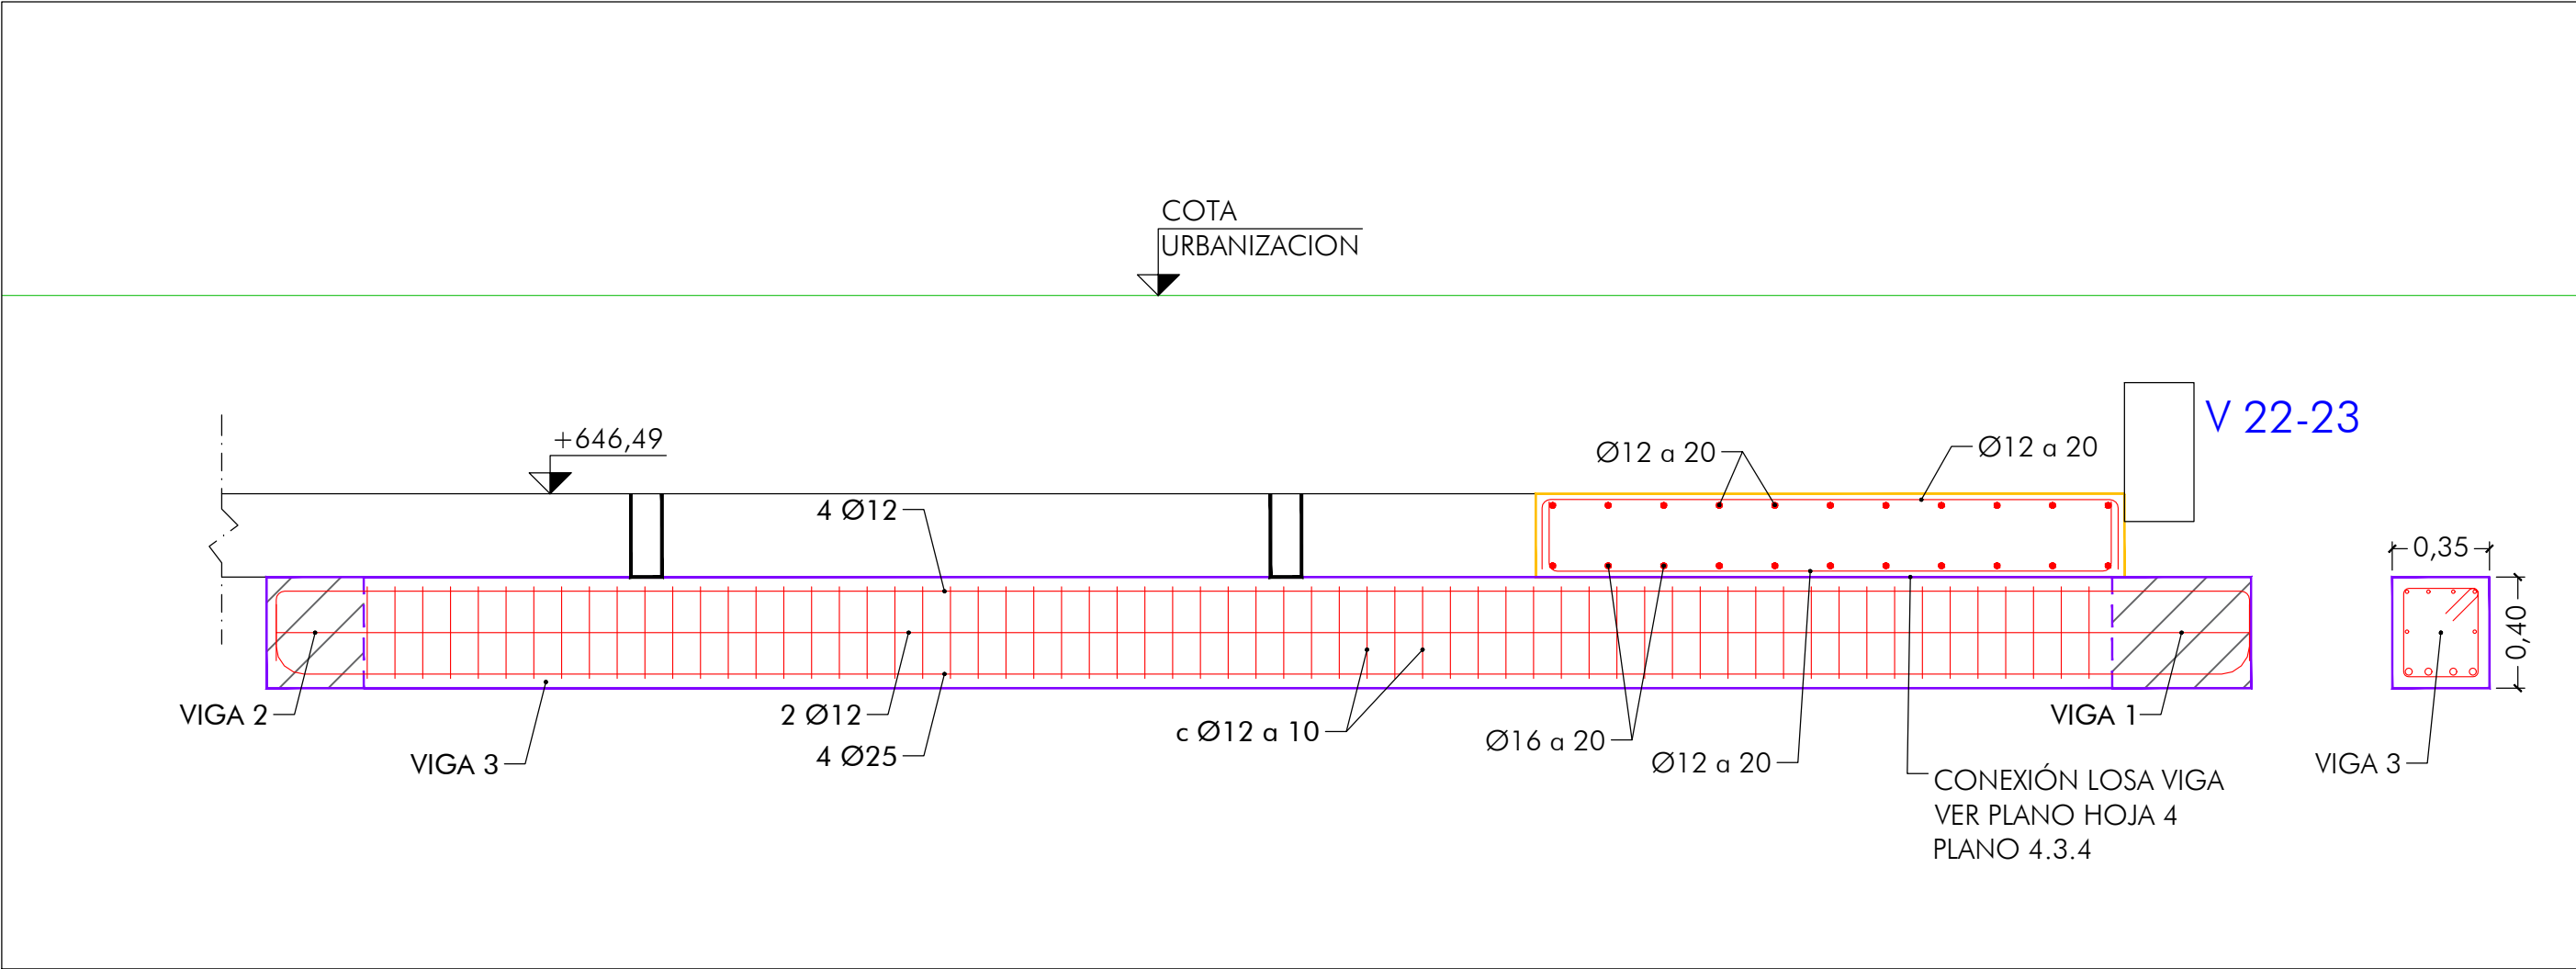 COTA
URBANIZACION
V 22-23
+646,49
Ø12 a 20
Ø12 a 20
4 Ø12
0,35
0,40
VIGA 2
2 Ø12
c Ø12 a 10
Ø16 a 20
VIGA 1
VIGA 3
4 Ø25
Ø12 a 20
VIGA 3
CONEXIÓN LOSA VIGA
VER PLANO HOJA 4
PLANO 4.3.4